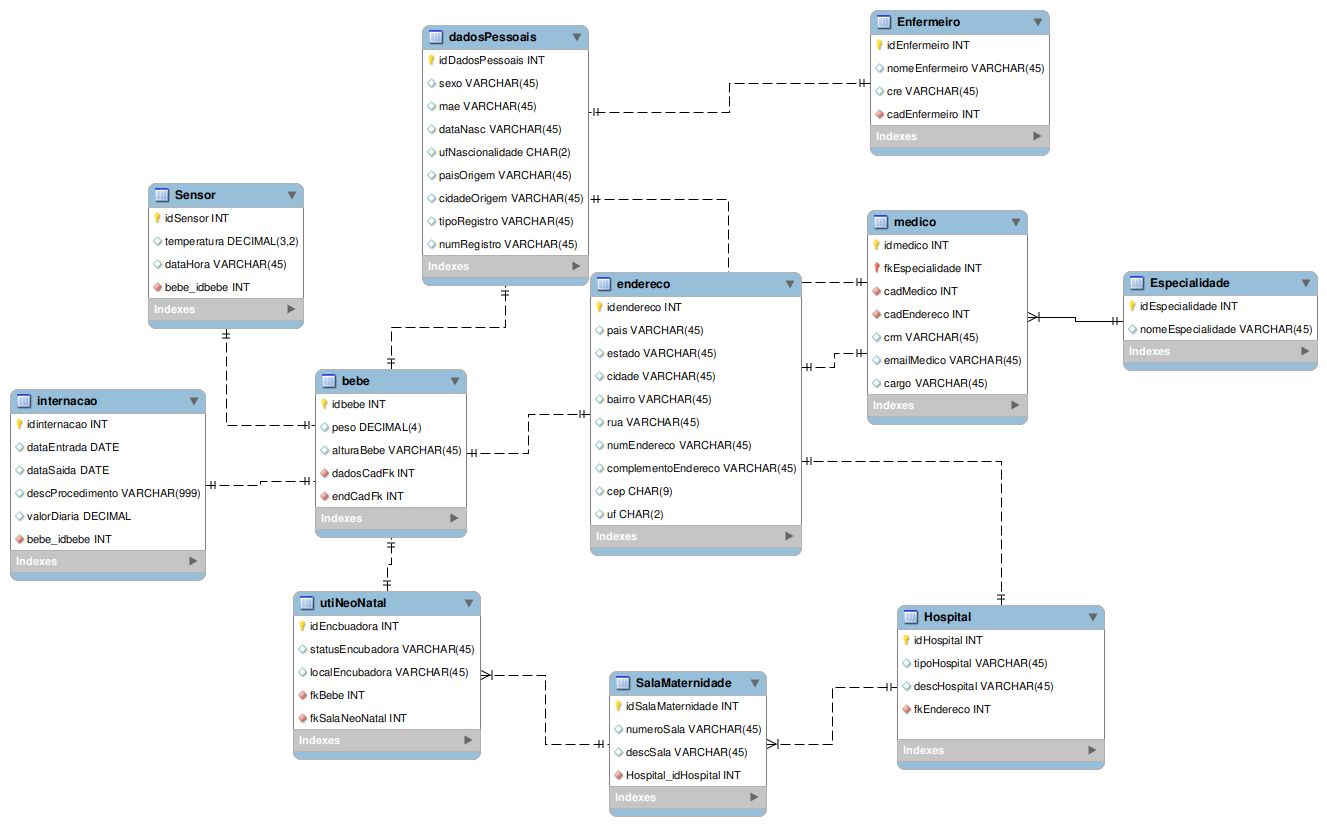 dadosPessoais
idDadosPessoais INT
sexo VARCHAR(45)
mae VARCHAR(45)
dataNasc VARCHAR(45)
ufNascionalidade CHAR(2)
paisOrigem VARCHAR(45)
cidadeOrigem VARCHAR(45)
tipoRegistro VARCHAR(45)
numRegistro VARCHAR(45)
Indexes
Enfermeiro
idEnfermeiro INT
nomeEnfermeiro VARCHAR(45)
cre VARCHAR(45)
cadEnfermeiro INT
Indexes
Sensor
idSensor INT
temperatura DECIMAL(3,2)
dataHora VARCHAR(45)
bebe_idbebe INT
Indexes
medico
idmedico INT
fkEspecialidade INT
cadMedico INT
cadEndereco INT
crm VARCHAR(45)
emailMedico VARCHAR(45)
cargo VARCHAR(45)
Indexes
Especialidade
idEspecialidade INT
nomeEspecialidade VARCHAR(45)
Indexes
endereco
idendereco INT
pais VARCHAR(45)
estado VARCHAR(45)
cidade VARCHAR(45)
bairro VARCHAR(45)
rua VARCHAR(45)
numEndereco VARCHAR(45)
complementoEndereco VARCHAR(45)
cep CHAR(9)
uf CHAR(2)
Indexes
bebe
idbebe INT
peso DECIMAL(4)
alturaBebe VARCHAR(45)
dadosCadFk INT
endCadFk INT
Indexes
internacao
idinternacao INT
dataEntrada DATE
dataSaida DATE
descProcedimento VARCHAR(999)
valorDiaria DECIMAL
bebe_idbebe INT
Indexes
utiNeoNatal
idEncbuadora INT
statusEncubadora VARCHAR(45)
localEncubadora VARCHAR(45)
fkBebe INT
fkSalaNeoNatal INT
Indexes
SalaMaternidade
idSalaMaternidade INT
numeroSala VARCHAR(45)
descSala VARCHAR(45)
Hospital_idHospital INT
Indexes
Hospital
idHospital INT
tipoHospital VARCHAR(45)
descHospital VARCHAR(45)
fkEndereco INT
Indexes